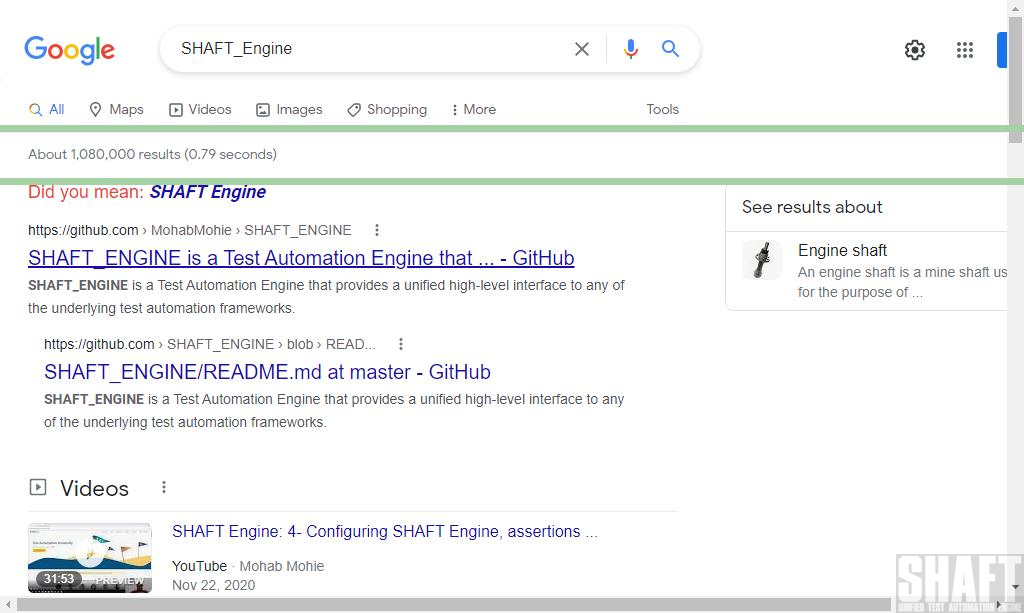 Google
SHAFT_Engine
All Maps Videos Images Shopping More Tools
About 1,080,000 results (0.79 seconds)
Did you mean: SHAFT Engine
https://github.com › MohabMohie › SHAFT_ENGINE
SHAFT_ENGINE is a Test Automation Engine that ... - GitHub
SHAFT_ENGINE is a Test Automation Engine that provides a unified high-level interface to any of
the underlying test automation frameworks.
https://github.com › SHAFT_ENGINE › blob › READ...
SHAFT_ENGINE/README.md at master - GitHub
SHAFT_ENGINE is a Test Automation Engine that provides a unified high-level interface to any
of the underlying test automation frameworks.
Videos
SHAFT Engine: 4- Configuring SHAFT Engine, assertions ...
31:53 PREVIEW
YouTube · Mohab Mohie
Nov 22, 2020
See results about
Engine shaft
An engine shaft is a mine shaft us
for the purpose of ...
SHAFT
UNIFIED TEST AUTOMATION